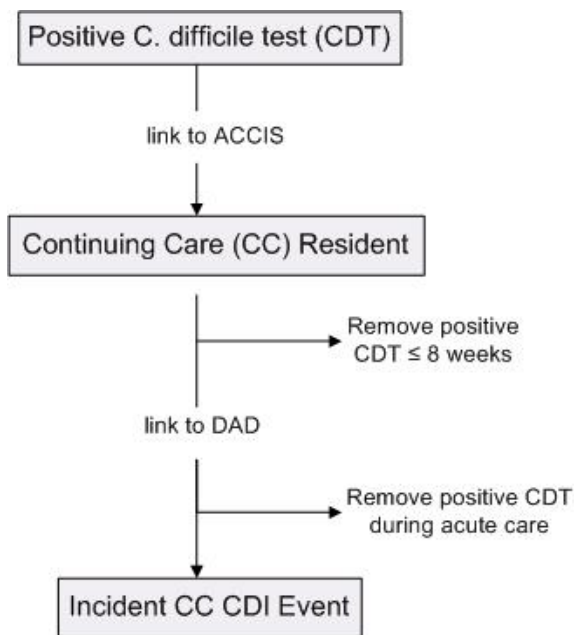 Positive C. difficile test (CDT)
link to ACCIS
Continuing Care (CC) Resident
Remove positive
CDT ≤ 8 weeks
link to DAD
Remove positive CDT
during acute care
Incident CC CDI Event